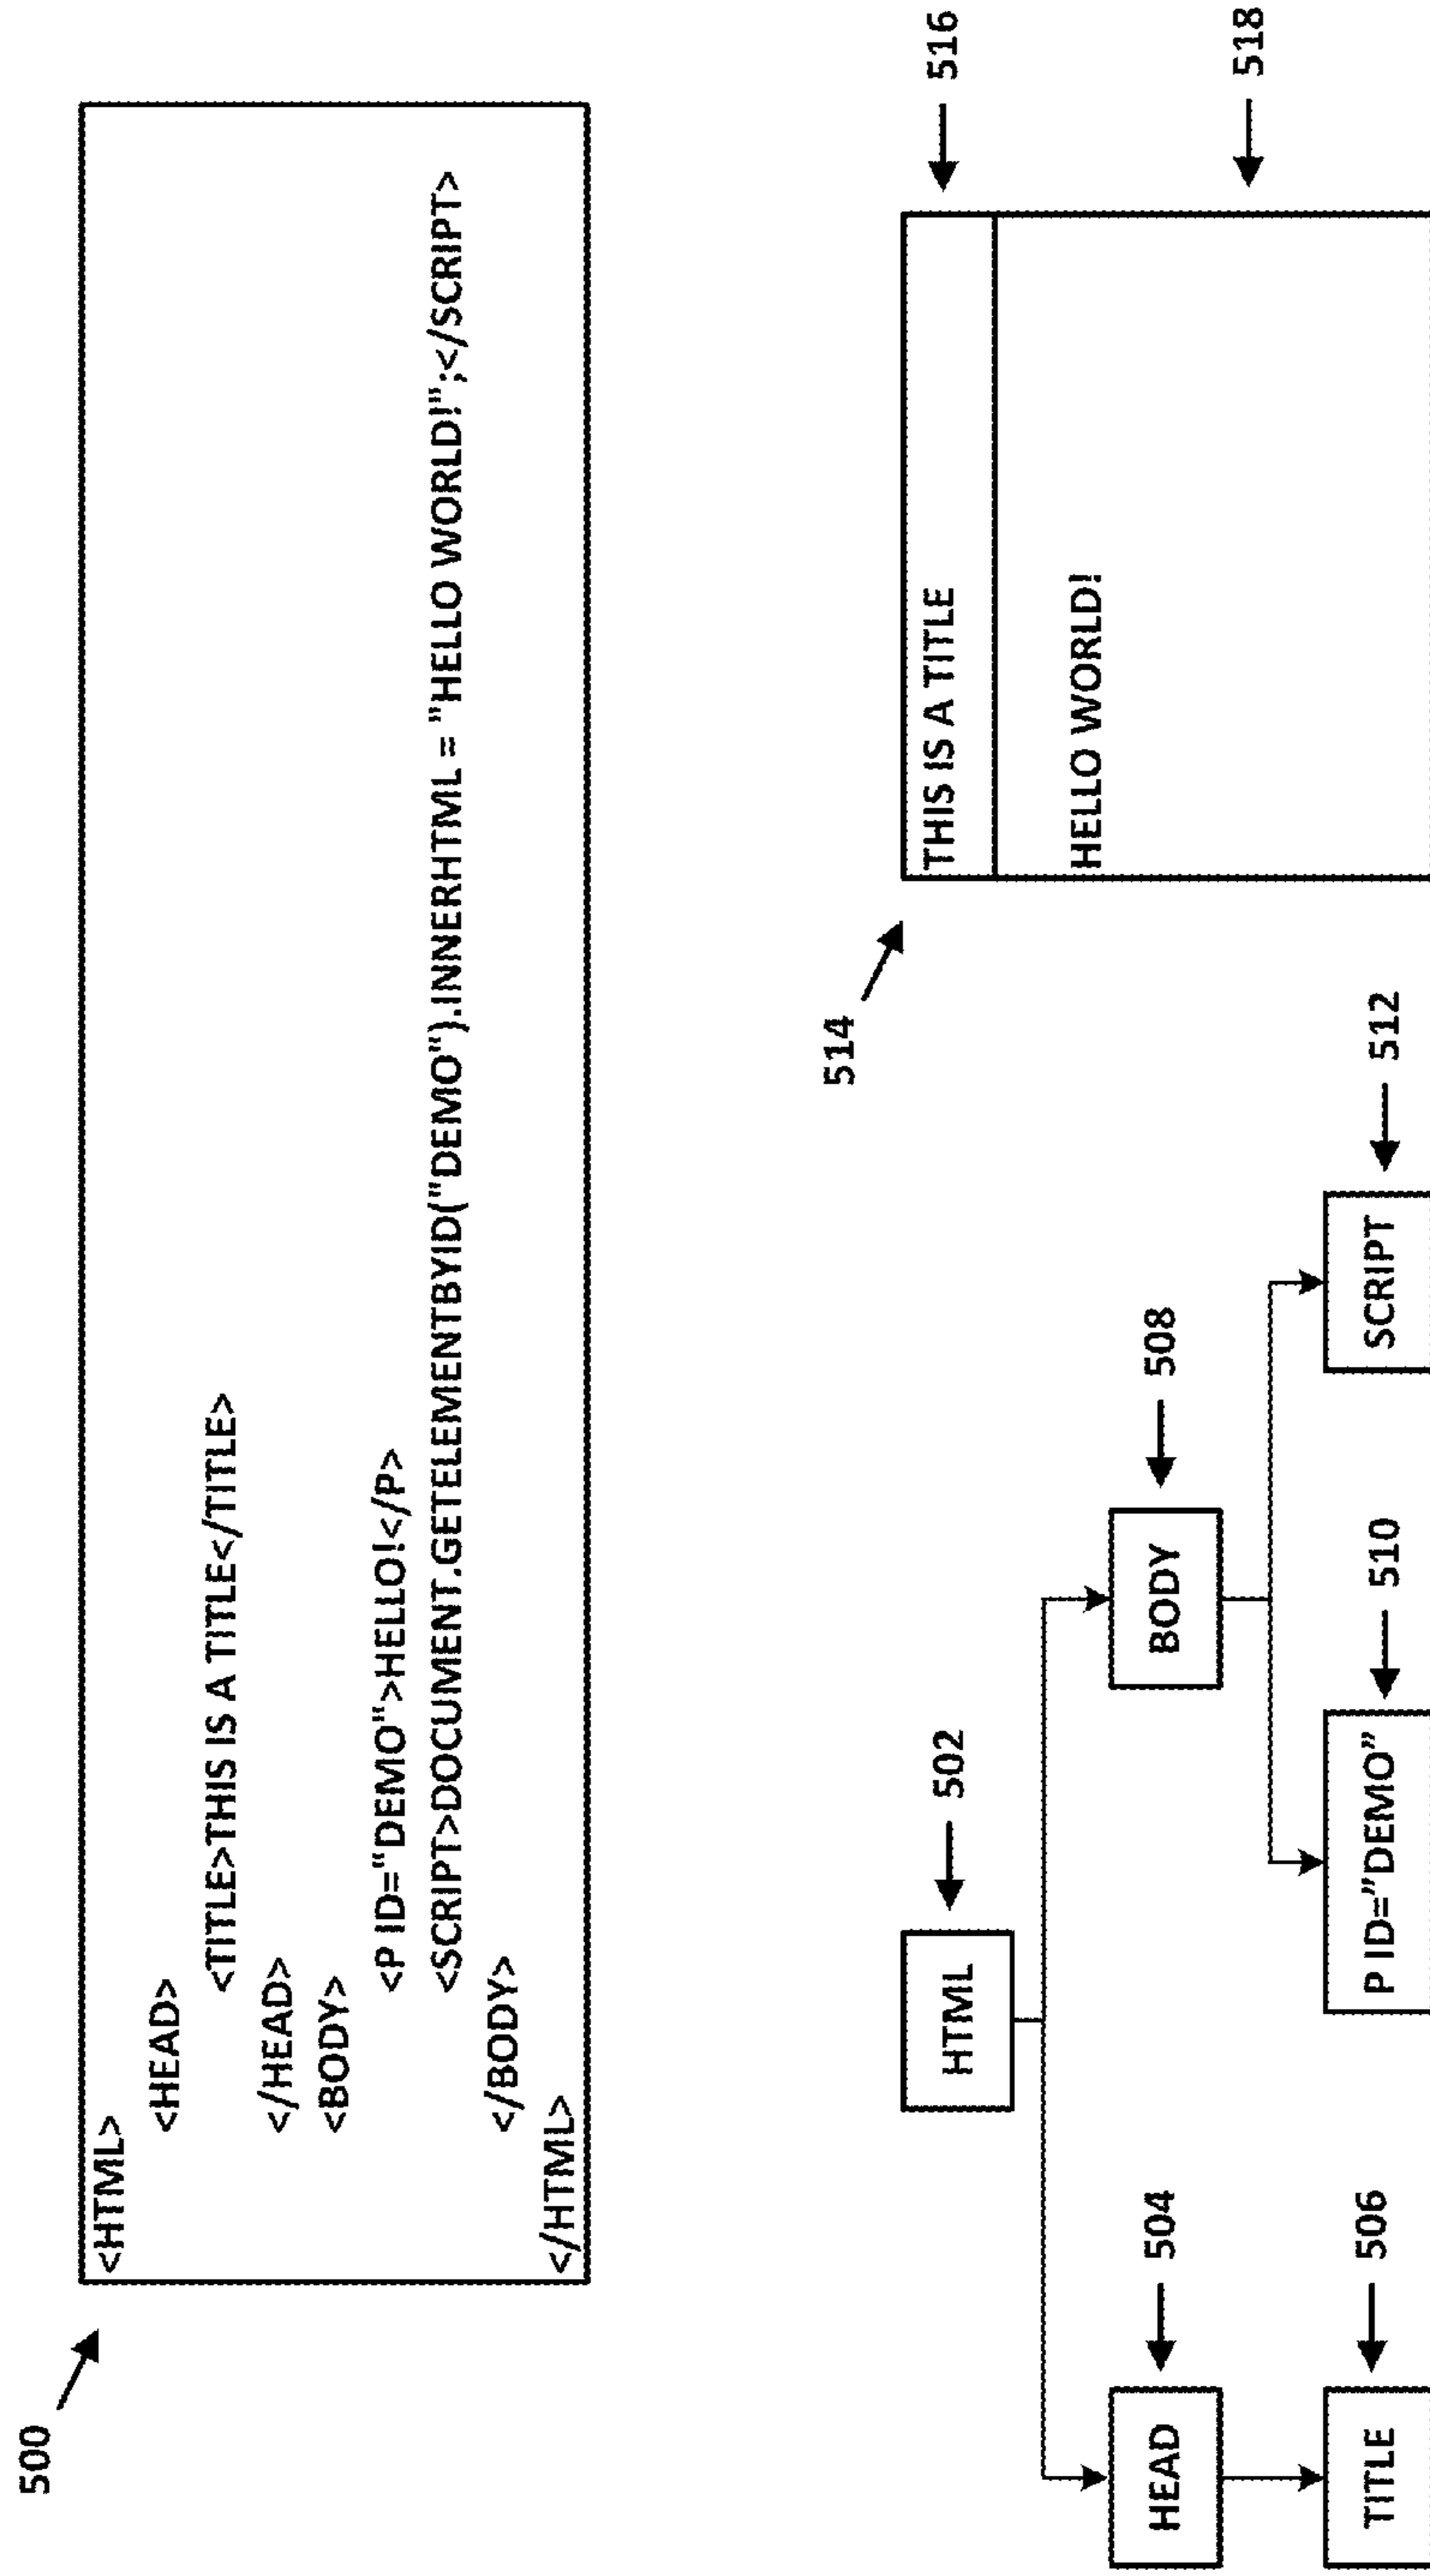 500
<HTML>
<HEAD>
<TITLE>THIS IS A TITLE</TITLE>
</HEAD>
<BODY>
<P ID="DEMO">HELLO!</P>
<SCRIPT>DOCUMENT.GETELEMENTBYID("DEMO").INNERHTML = "HELLO WORLD!";</SCRIPT>
</BODY>
</HTML>
HTML
502
HEAD
504
BODY
508
TITLE
506
P ID="DEMO"
510
SCRIPT
512
514
THIS IS A TITLE
516
HELLO WORLD!
518